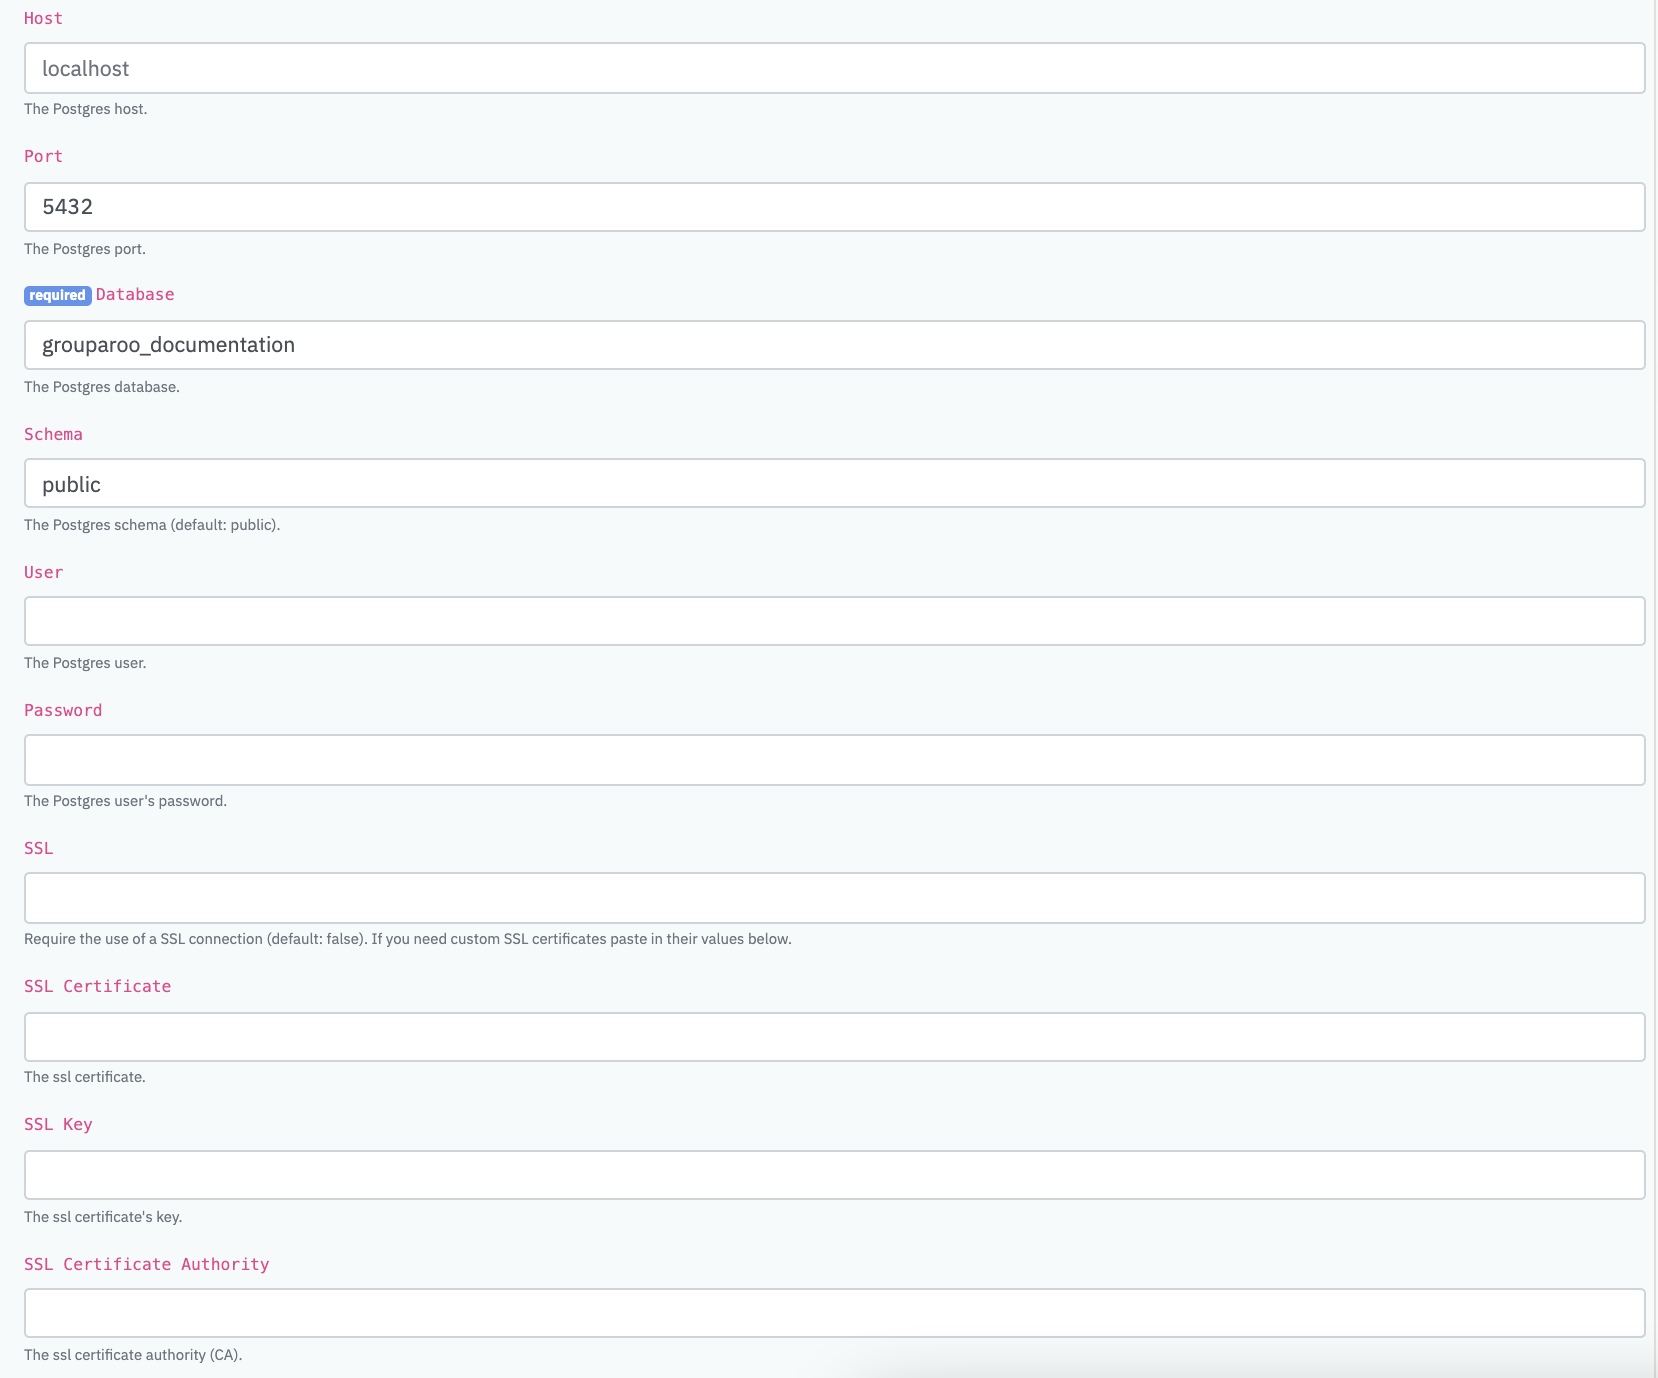 Host
localhost
The Postgres host.
Port
5432
The Postgres port.
required Database
grouparoo_documentation
The Postgres database.
Schema
public
The Postgres schema (default: public).
User
The Postgres user.
Password
The Postgres user's password.
SSL
Require the use of a SSL connection (default: false). If you need custom SSL certificates paste in their values below.
SSL Certificate
The ssl certificate.
SSL Key
The ssl certificate's key.
SSL Certificate Authority
The ssl certificate authority (CA).